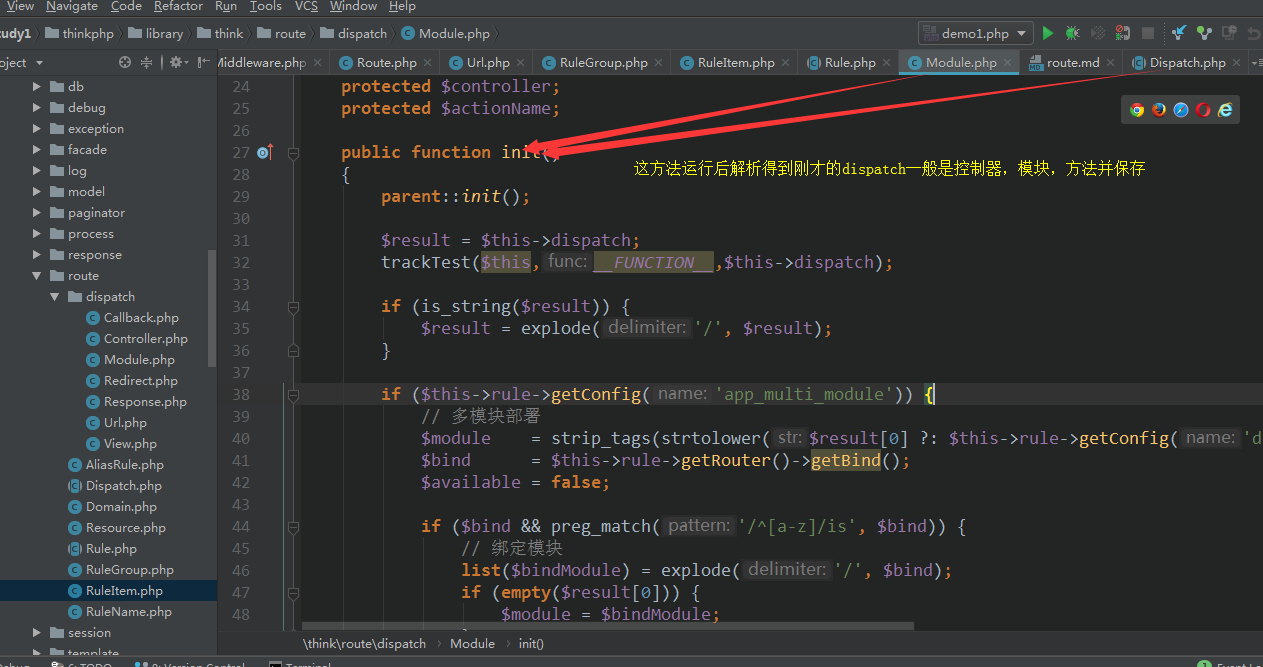 View Navigate Code Refactor Run Tools VCS Window Help
tudy1 thinkphp library think route dispatch Module.php demo1.php
oject Middleware.php Route.php Url.php RuleGroup.php RuleItem.php Rule.php Module.php route.md Dispatch.php
db
debug
exception
facade
log
model
paginator
process
response
route
dispatch
Callback.php
Controller.php
Module.php
Redirect.php
Response.php
Url.php
View.php
AliasRule.php
Dispatch.php
Domain.php
Resource.php
Rule.php
RuleGroup.php
RuleItem.php
RuleName.php
session
template
24 protected $controller;
25 protected $actionName;
26
27 public function init()
这方法运行后解析得到刚才的dispatch一般是控制器，模块，方法并保存
28 {
29 parent::init();
30
31 $result = $this->dispatch;
32 trackTest($this, func: __FUNCTION__,$this->dispatch);
33
34 if (is_string($result)) {
35 $result = explode( delimiter: '/', $result);
36 }
37
38 if ($this->rule->getConfig( name: 'app_multi_module')) {
39 // 多模块部署
40 $module = strip_tags(strtolower( str: $result[0] ?: $this->rule->getConfig( name: 'd
41 $bind = $this->rule->getRouter()->getBind();
42 $available = false;
43
44 if ($bind && preg_match( pattern: '/^[a-z]/is', $bind)) {
45 // 绑定模块
46 list($bindModule) = explode( delimiter: '/', $bind);
47 if (empty($result[0])) {
48 $module = $bindModule;
\think\route\dispatch Module init()
Debug 6: TODO 9: Version Control Terminal 1 Event Lo